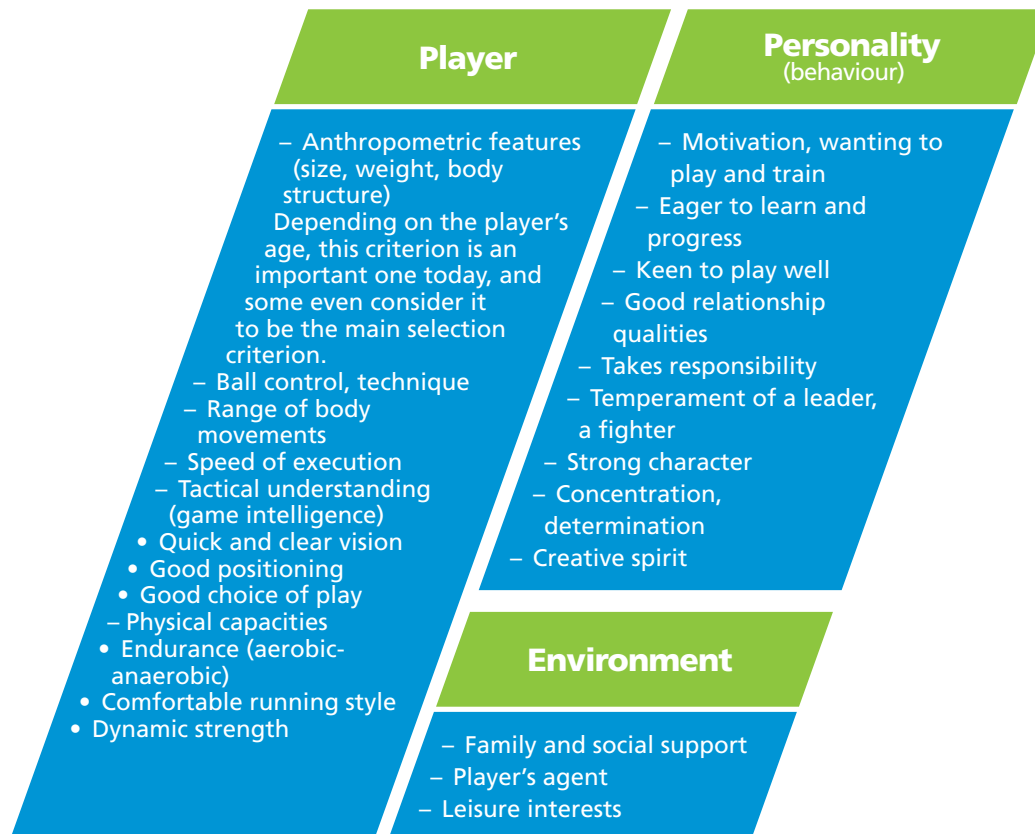 Player
– Anthropometric features
(size, weight, body
structure)
Depending on the player’s
age, this criterion is an
important one today, and
some even consider it
to be the main selection
criterion.
– Ball control, technique
– Range of body
movements
– Speed of execution
– Tactical understanding
(game intelligence)
• Quick and clear vision
• Good positioning
• Good choice of play
– Physical capacities
• Endurance (aerobic-
anaerobic)
• Comfortable running style
• Dynamic strength
Personality
(behaviour)
– Motivation, wanting to
play and train
– Eager to learn and
progress
– Keen to play well
– Good relationship
qualities
– Takes responsibility
– Temperament of a leader,
a fighter
– Strong character
– Concentration,
determination
– Creative spirit
Environment
– Family and social support
– Player’s agent
– Leisure interests